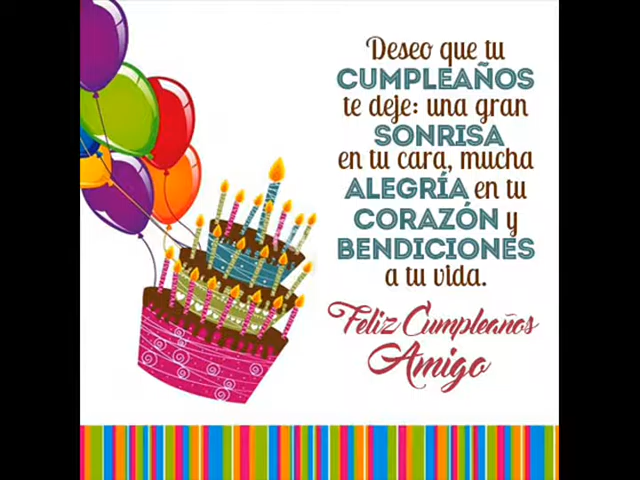 Deseo que tu
CUMPLEAÑOS
te deje: una gran
SONRISA
en tu cara, mucha
ALEGRÍA en tu
CORAZÓN y
BENDICIONES
a tu vida.
Feliz Cumpleaños
Amigo